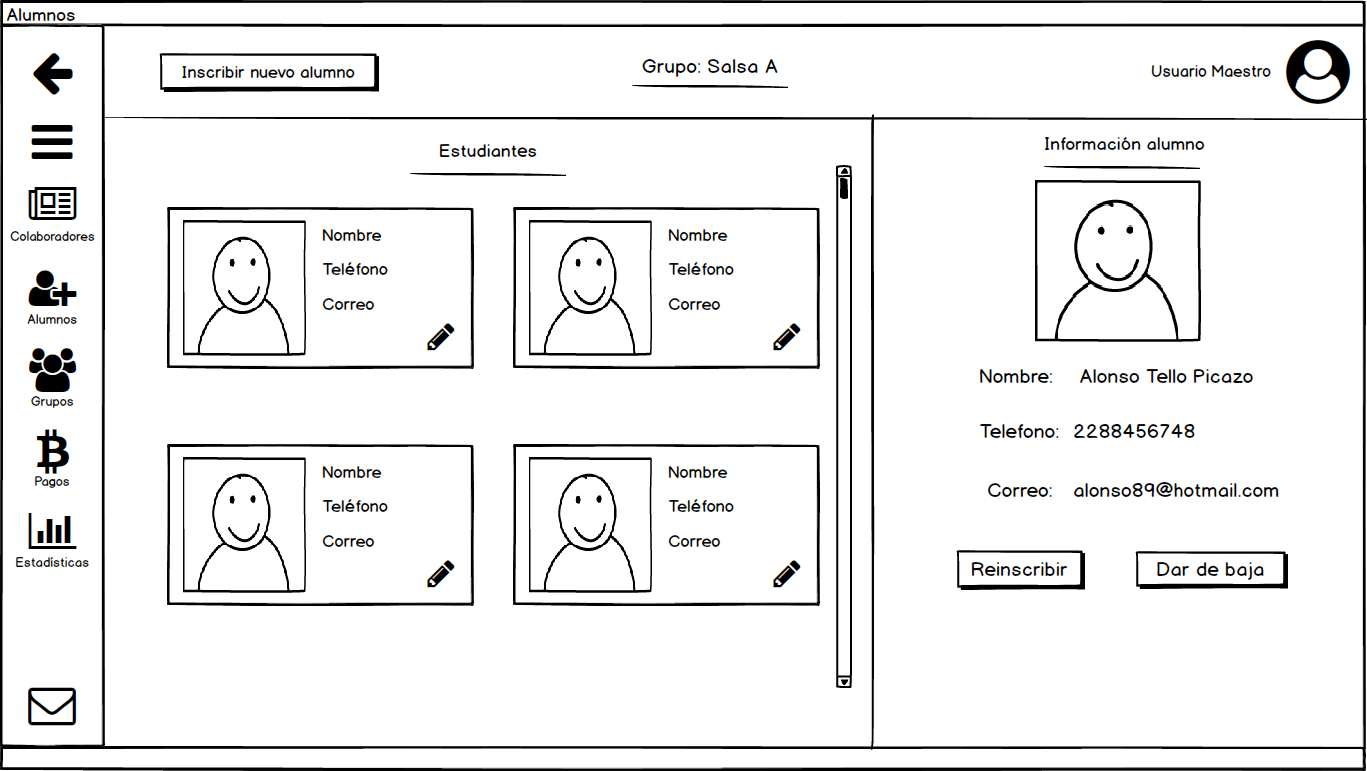 Alumnos
Inscribir nuevo alumno
Grupo: Salsa A
Usuario Maestro
Colaboradores
Alumnos
Grupos
Pagos
Estadísticas
Estudiantes
Nombre
Teléfono
Correo
Nombre
Teléfono
Correo
Nombre
Teléfono
Correo
Nombre
Teléfono
Correo
Información alumno
Nombre: Alonso Tello Picazo
Telefono: 2288456748
Correo: alonso89@hotmail.com
Reinscribir
Dar de baja